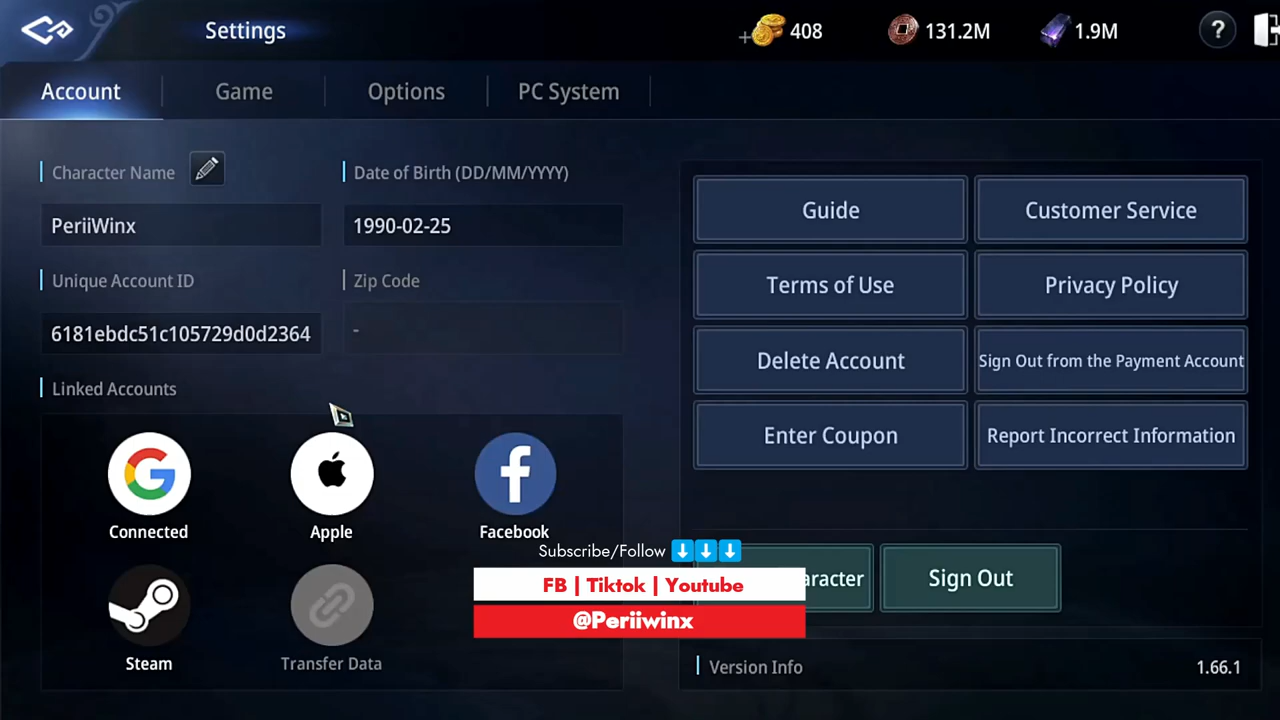 Settings
408
131.2M
1.9M
?
Account
Game
Options
PC System
Character Name
Date of Birth (DD/MM/YYYY)
PeriiWinx
1990-02-25
Unique Account ID
Zip Code
6181ebdc51c105729d0d2364
-
Linked Accounts
Connected
Apple
Facebook
Steam
Transfer Data
Guide
Customer Service
Terms of Use
Privacy Policy
Delete Account
Sign Out from the Payment Account
Enter Coupon
Report Incorrect Information
Subscribe/Follow
FB | Tiktok | Youtube
@Periiwinx
aracter
Sign Out
Version Info
1.66.1